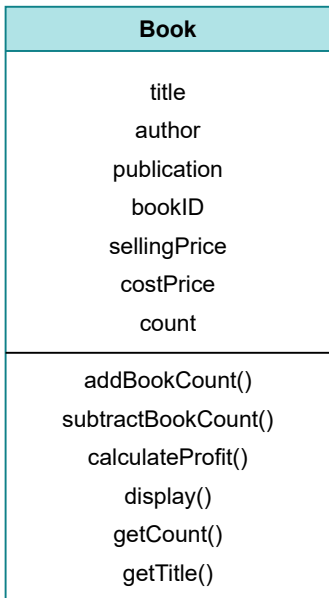 Book
title
author
publication
bookID
sellingPrice
costPrice
count
addBookCount()
subtractBookCount()
calculateProfit()
display()
getCount()
getTitle()